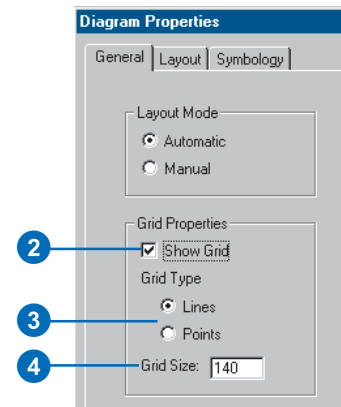 Diagram Properties
General Layout Symbology
Layout Mode
Automatic
Manual
Grid Properties
2 Show Grid
Grid Type
Lines
3
Points
4 Grid Size: 140